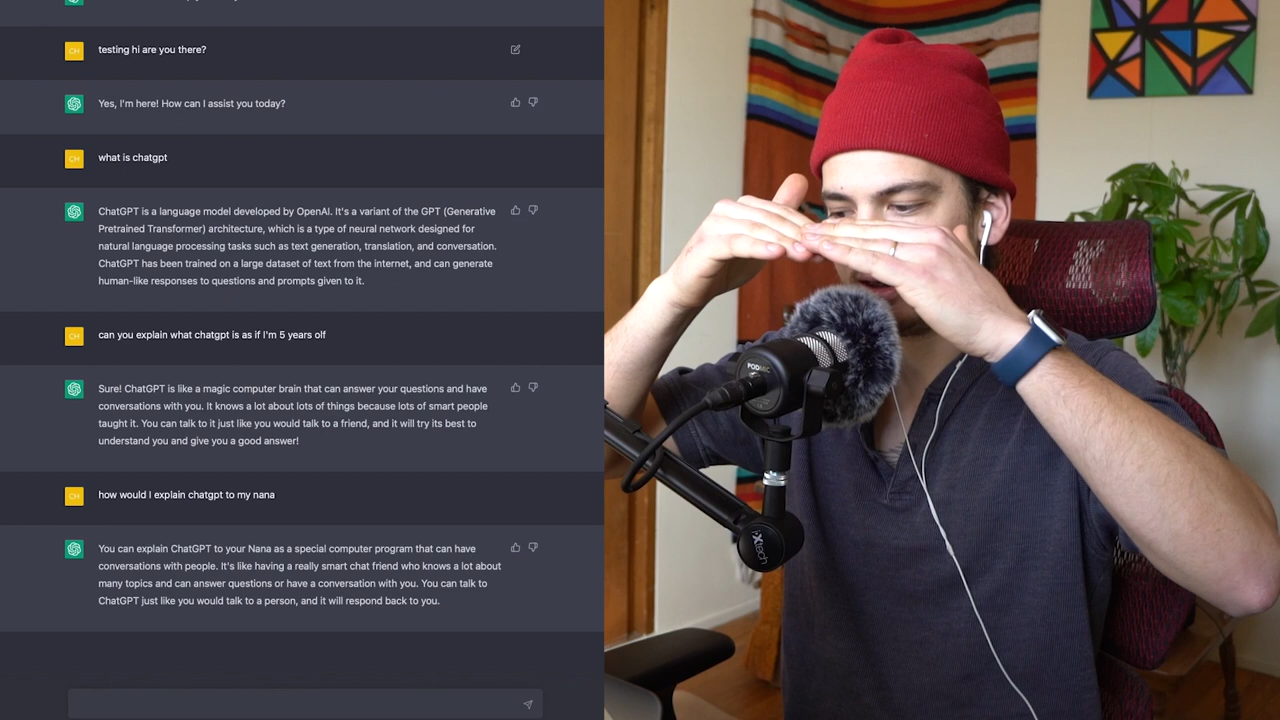 CH
testing hi are you there?
Yes, I'm here! How can I assist you today?
CH
what is chatgpt
ChatGPT is a language model developed by OpenAI. It's a variant of the GPT (Generative
Pretrained Transformer) architecture, which is a type of neural network designed for
natural language processing tasks such as text generation, translation, and conversation.
ChatGPT has been trained on a large dataset of text from the internet, and can generate
human-like responses to questions and prompts given to it.
CH
can you explain what chatgpt is as if I'm 5 years olf
Sure! ChatGPT is like a magic computer brain that can answer your questions and have
conversations with you. It knows a lot about lots of things because lots of smart people
taught it. You can talk to it just like you would talk to a friend, and it will try its best to
understand you and give you a good answer!
CH
how would I explain chatgpt to my nana
You can explain ChatGPT to your Nana as a special computer program that can have
conversations with people. It's like having a really smart chat friend who knows a lot about
many topics and can answer questions or have a conversation with you. You can talk to
ChatGPT just like you would talk to a person, and it will respond back to you.
PODMIC